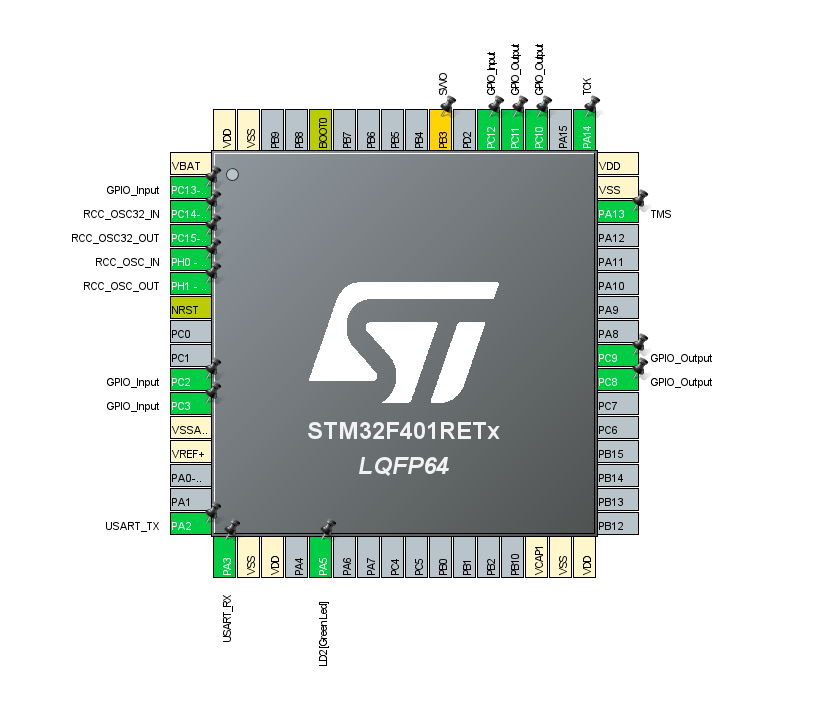 SWO
GPIO_Input
GPIO_Output
GPIO_Output
TCK
VDD
VSS
PB9
PB8
BOOT0
PB7
PB6
PB5
PB4
PB3
PD2
PC12
PC11
PC10
PA15
PA14
VBAT
GPIO_Input PC13-..
RCC_OSC32_IN PC14-..
RCC_OSC32_OUT PC15-..
RCC_OSC_IN PH0 - ..
RCC_OSC_OUT PH1 - ..
NRST
PC0
PC1
GPIO_Input PC2
GPIO_Input PC3
VSSA..
VREF+
PA0-..
PA1
USART_TX PA2
STM32F401RETx
LQFP64
VDD
VSS
PA13 TMS
PA12
PA11
PA10
PA9
PA8
PC9 GPIO_Output
PC8 GPIO_Output
PC7
PC6
PB15
PB14
PB13
PB12
PA3
VSS
VDD
PA4
PA5
PA6
PA7
PC4
PC5
PB0
PB1
PB2
PB10
VCAP1
VSS
VDD
USART_RX
LD2 [Green Led]